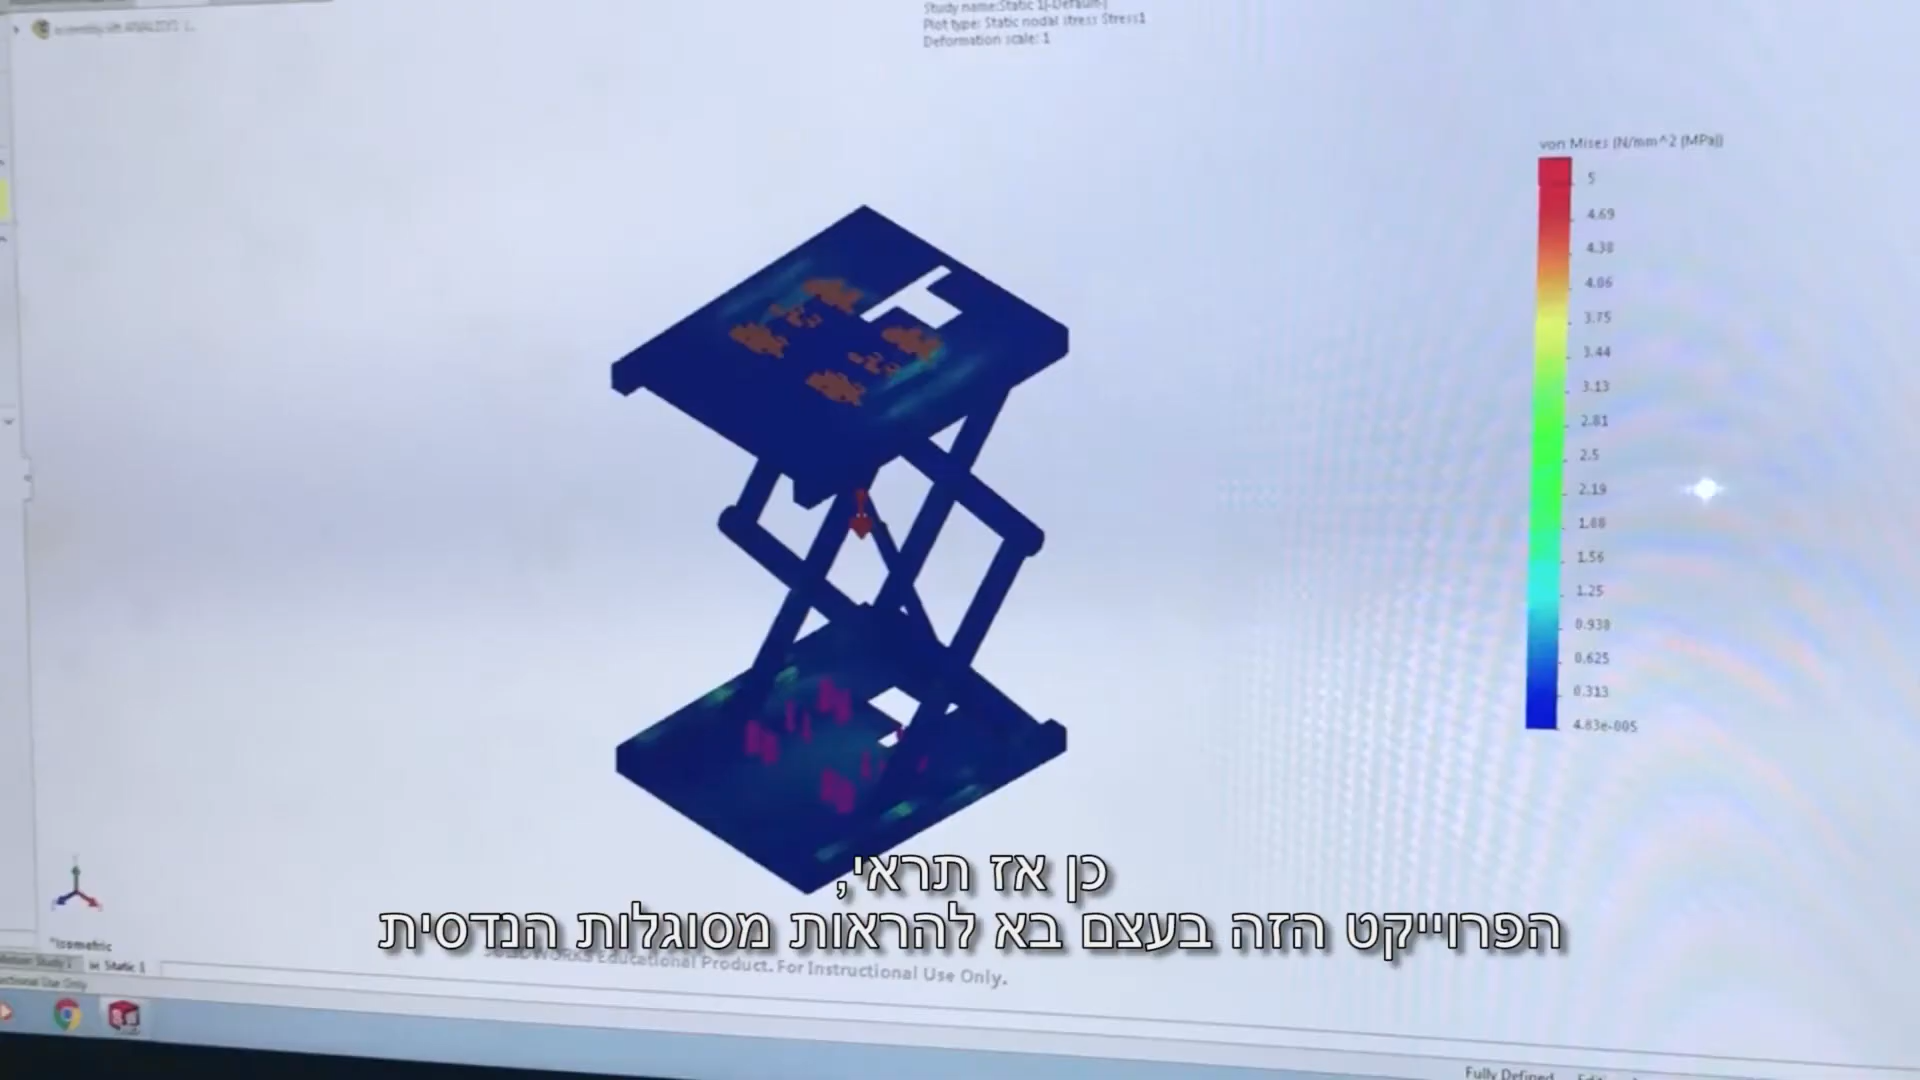 Study name:Static 1(-Default-)
Plot type: Static nodal stress Stress1
Deformation scale: 1
von Mises (N/mm^2 (MPa))
5
4.69
4.38
4.06
3.75
3.44
3.13
2.81
2.5
2.19
1.88
1.56
1.25
0.938
0.625
0.313
4.83e-005
כן אז תראי,
הפרוייקט הזה בעצם בא להראות מסוגלות הנדסית
*Isometric
SOLIDWORKS Educational Product. For Instructional Use Only.
Static 1
Fully Defined